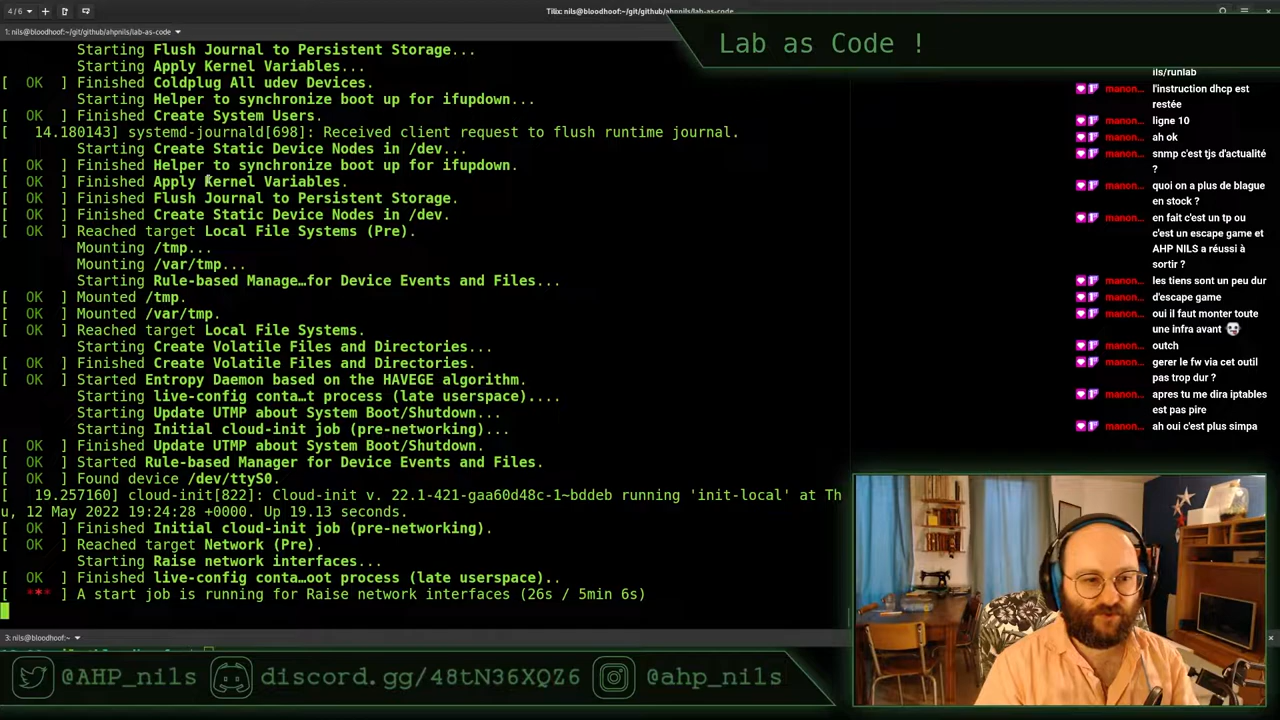 4 / 6
Tilix: nils@bloodhoof:~/git/github/ahpnils/lab-as-code
1: nils@bloodhoof:~/git/github/ahpnils/lab-as-code
Lab as Code !
Starting Flush Journal to Persistent Storage...
Starting Apply Kernel Variables...
[ OK ] Finished Coldplug All udev Devices.
Starting Helper to synchronize boot up for ifupdown...
[ OK ] Finished Create System Users.
[ 14.180143] systemd-journald[698]: Received client request to flush runtime journal.
Starting Create Static Device Nodes in /dev...
[ OK ] Finished Helper to synchronize boot up for ifupdown.
[ OK ] Finished Apply Kernel Variables.
[ OK ] Finished Flush Journal to Persistent Storage.
[ OK ] Finished Create Static Device Nodes in /dev.
[ OK ] Reached target Local File Systems (Pre).
Mounting /tmp...
Mounting /var/tmp...
Starting Rule-based Manage…for Device Events and Files...
[ OK ] Mounted /tmp.
[ OK ] Mounted /var/tmp.
[ OK ] Reached target Local File Systems.
Starting Create Volatile Files and Directories...
[ OK ] Finished Create Volatile Files and Directories.
[ OK ] Started Entropy Daemon based on the HAVEGE algorithm.
Starting live-config conta…t process (late userspace)....
Starting Update UTMP about System Boot/Shutdown...
Starting Initial cloud-init job (pre-networking)...
[ OK ] Finished Update UTMP about System Boot/Shutdown.
[ OK ] Started Rule-based Manager for Device Events and Files.
[ OK ] Found device /dev/ttyS0.
[ 19.257160] cloud-init[822]: Cloud-init v. 22.1-421-gaa60d48c-1~bddeb running 'init-local' at Th
u, 12 May 2022 19:24:28 +0000. Up 19.13 seconds.
[ OK ] Finished Initial cloud-init job (pre-networking).
[ OK ] Reached target Network (Pre).
Starting Raise network interfaces...
[ OK ] Finished live-config conta…oot process (late userspace)..
[ *** ] A start job is running for Raise network interfaces (26s / 5min 6s)
3: nils@bloodhoof:~
ils/runlab
manon... l'instruction dhcp est
restée
manon... ligne 10
manon... ah ok
manon... snmp c'est tjs d'actualité
?
manon... quoi on a plus de blague
en stock ?
manon... en fait c'est un tp ou
c'est un escape game et
AHP NILS a réussi à
sortir ?
manon... les tiens sont un peu dur
manon... d'escape game
manon... oui il faut monter toute
une infra avant
manon... outch
manon... gerer le fw via cet outil
pas trop dur ?
manon... apres tu me dira iptables
est pas pire
manon... ah oui c'est plus simpa
@AHP_nils
discord.gg/48tN36XQZ6
@ahp_nils